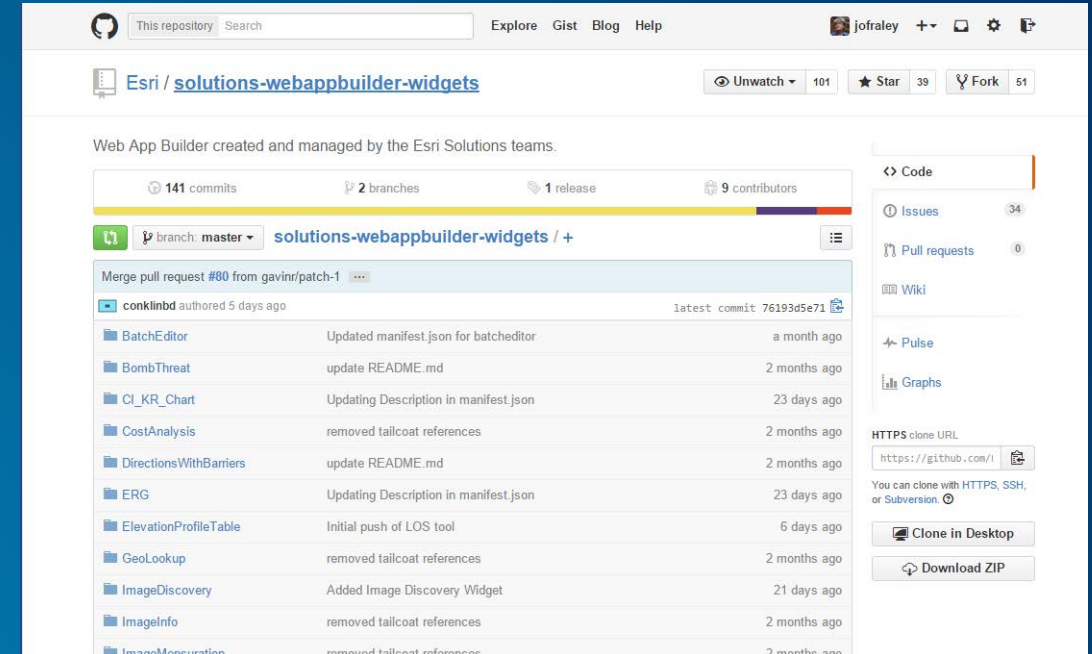 This repository Search Explore Gist Blog Help jofraley
Esri / solutions-webappbuilder-widgets Unwatch 101 Star 39 Fork 51
Web App Builder created and managed by the Esri Solutions teams.
141 commits 2 branches 1 release 9 contributors
branch: master solutions-webappbuilder-widgets / +
Merge pull request #80 from gavinr/patch-1 ...
conklinbd authored 5 days ago latest commit 76193d5e71
BatchEditor Updated manifest.json for batcheditor a month ago
BombThreat update README.md 2 months ago
CI_KR_Chart Updating Description in manifest.json 23 days ago
CostAnalysis removed tailcoat references 2 months ago
DirectionsWithBarriers update README.md 2 months ago
ERG Updating Description in manifest.json 23 days ago
ElevationProfileTable Initial push of LOS tool 6 days ago
GeoLookup removed tailcoat references 2 months ago
ImageDiscovery Added Image Discovery Widget 21 days ago
ImageInfo removed tailcoat references 2 months ago
ImageMensuration removed tailcoat references 2 months ago
Code
Issues 34
Pull requests 0
Wiki
Pulse
Graphs
HTTPS clone URL
https://github.com/
You can clone with HTTPS, SSH,
or Subversion.
Clone in Desktop
Download ZIP